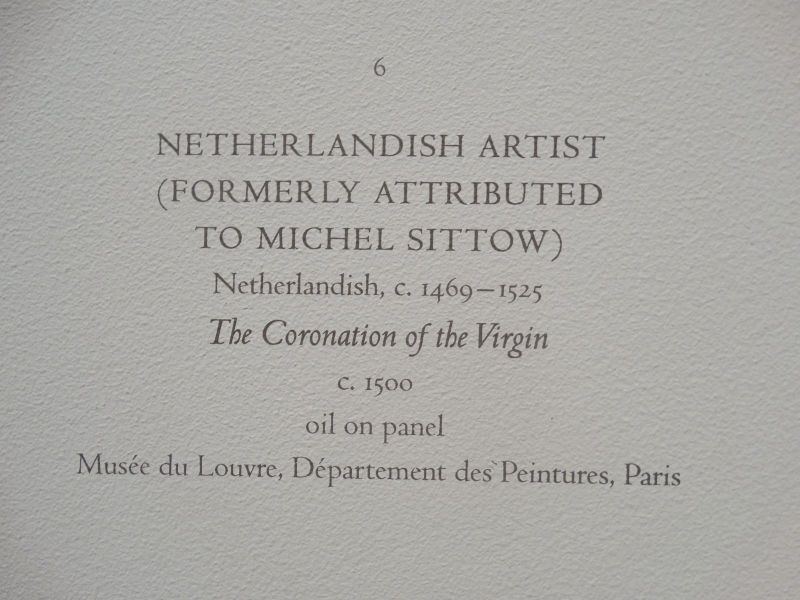 6
NETHERLANDISH ARTIST
(FORMERLY ATTRIBUTED
TO MICHEL SITTOW)
Netherlandish, c. 1469–1525
The Coronation of the Virgin
c. 1500
oil on panel
Musée du Louvre, Département des Peintures, Paris